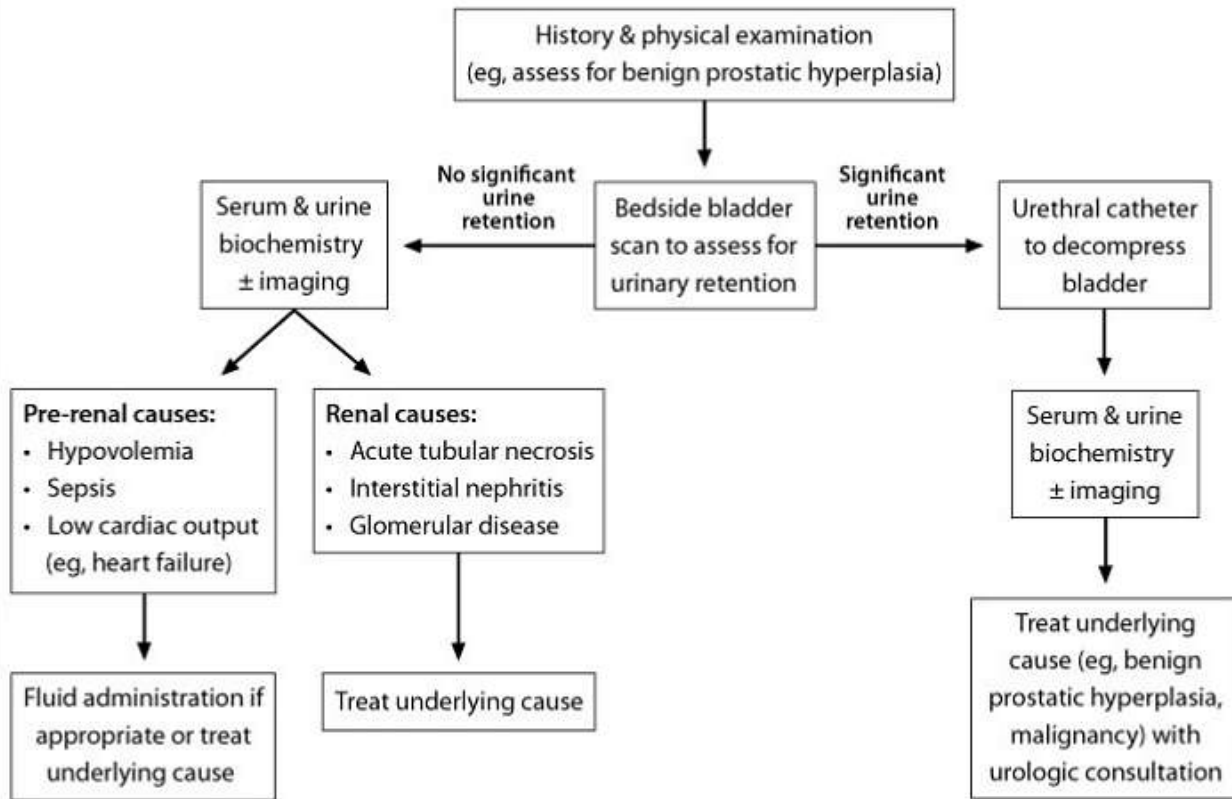 History & physical examination
(eg, assess for benign prostatic hyperplasia)
No significant
urine
retention
Significant
urine
retention
Serum & urine
biochemistry
± imaging
Bedside bladder
scan to assess for
urinary retention
Urethral catheter
to decompress
bladder
Pre-renal causes:
• Hypovolemia
• Sepsis
• Low cardiac output
(eg, heart failure)
Renal causes:
• Acute tubular necrosis
• Interstitial nephritis
• Glomerular disease
Serum & urine
biochemistry
± imaging
Fluid administration if
appropriate or treat
underlying cause
Treat underlying cause
Treat underlying
cause (eg, benign
prostatic hyperplasia,
malignancy) with
urologic consultation